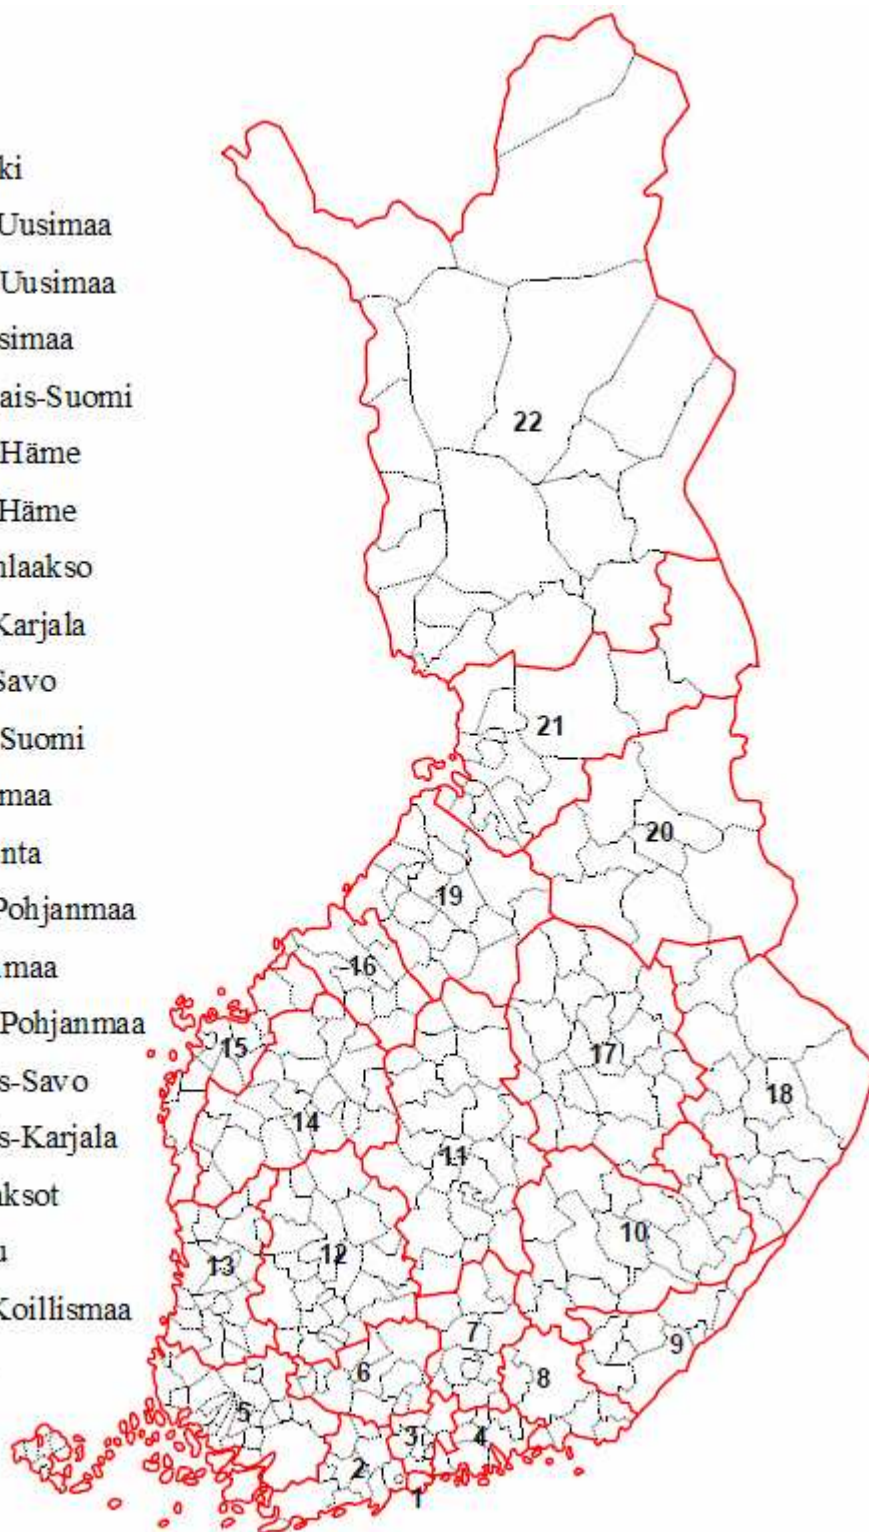 ki
Uusimaa
Uusimaa
simaa
ais-Suomi
Häme
Häme
nlaakso
Karjala
Savo
Suomi
maa
nta
Pohjanmaa
maa
Pohjanmaa
s-Savo
s-Karjala
ksot
u
Koillismaa
22
21
20
19
16
15
17
18
14
11
10
12
13
7
9
6
8
5
3
4
2
1